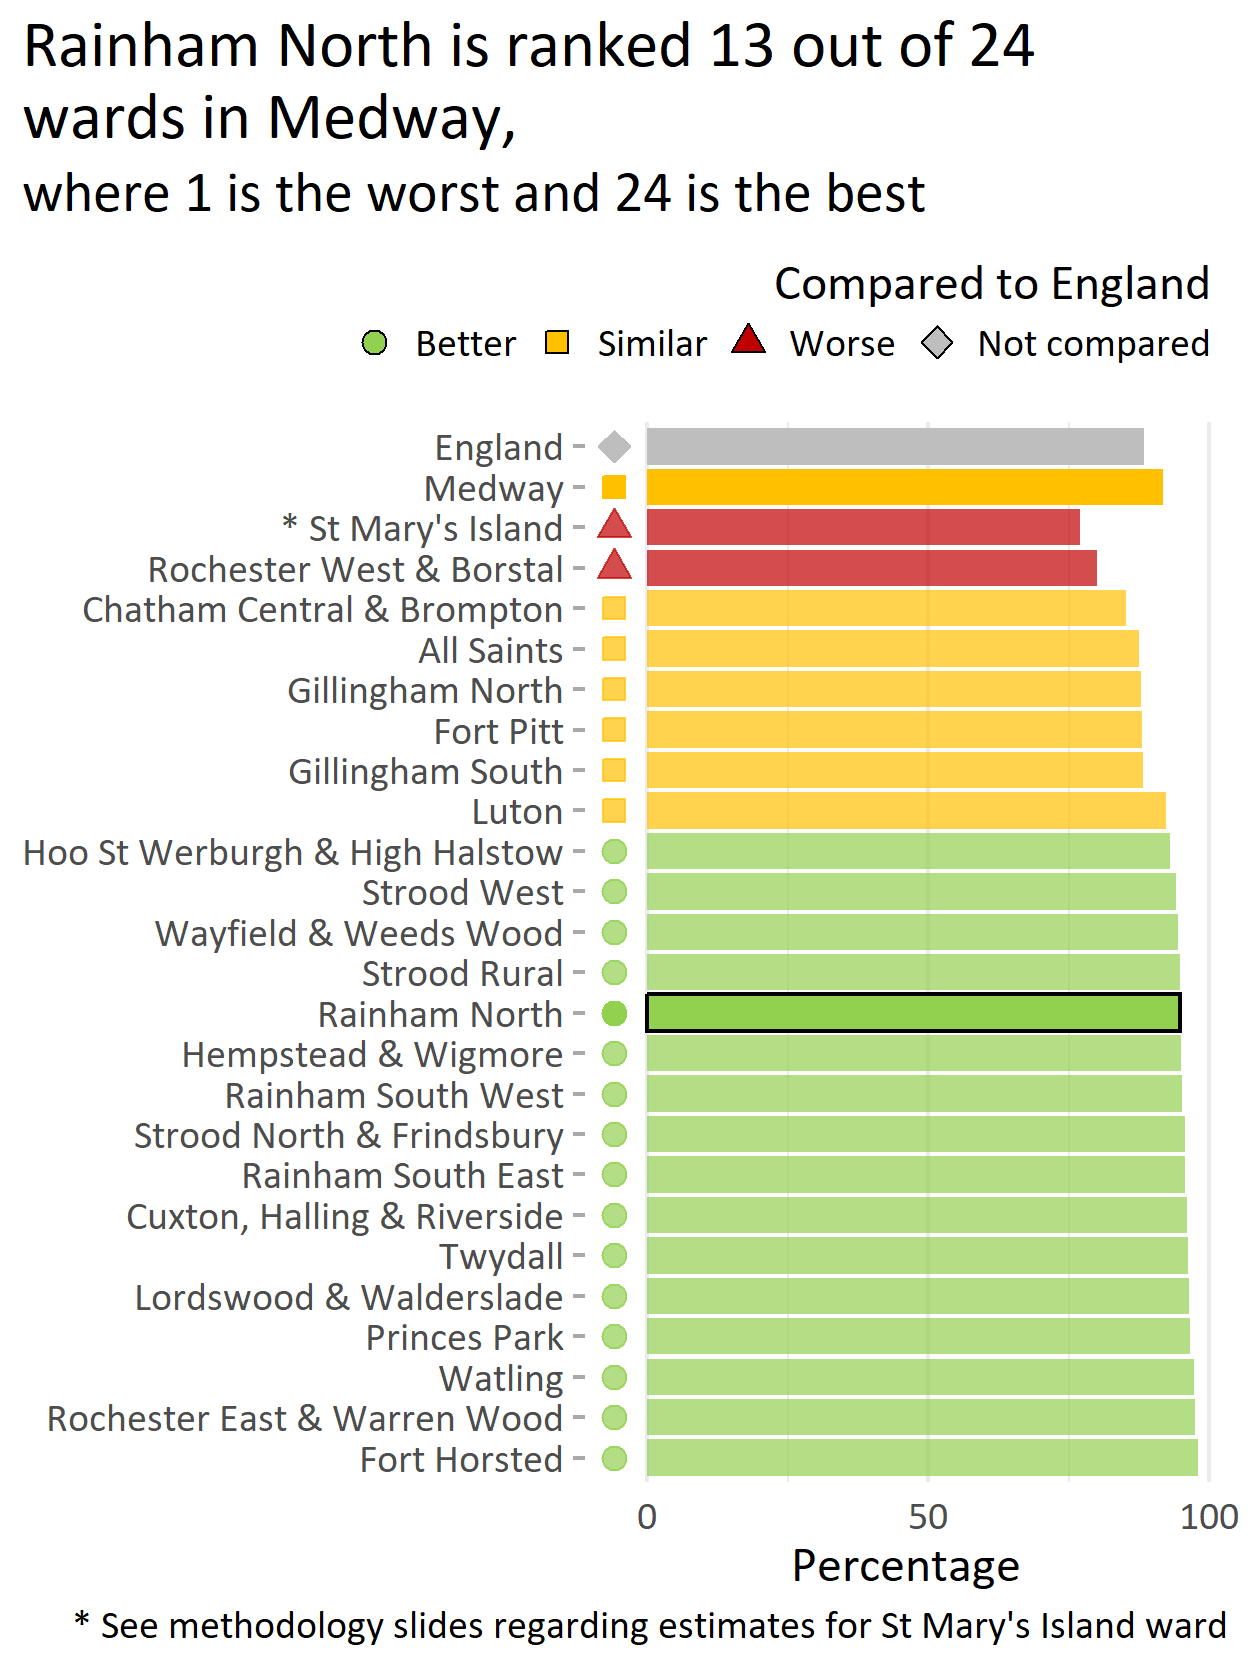 Rainham North is ranked 13 out of 24
wards in Medway,
where 1 is the worst and 24 is the best
Compared to England
Better Similar Worse Not compared
England
Medway
* St Mary's Island
Rochester West & Borstal
Chatham Central & Brompton
All Saints
Gillingham North
Fort Pitt
Gillingham South
Luton
Hoo St Werburgh & High Halstow
Strood West
Wayfield & Weeds Wood
Strood Rural
Rainham North
Hempstead & Wigmore
Rainham South West
Strood North & Frindsbury
Rainham South East
Cuxton, Halling & Riverside
Twydall
Lordswood & Walderslade
Princes Park
Watling
Rochester East & Warren Wood
Fort Horsted
0 50 100
Percentage
* See methodology slides regarding estimates for St Mary's Island ward